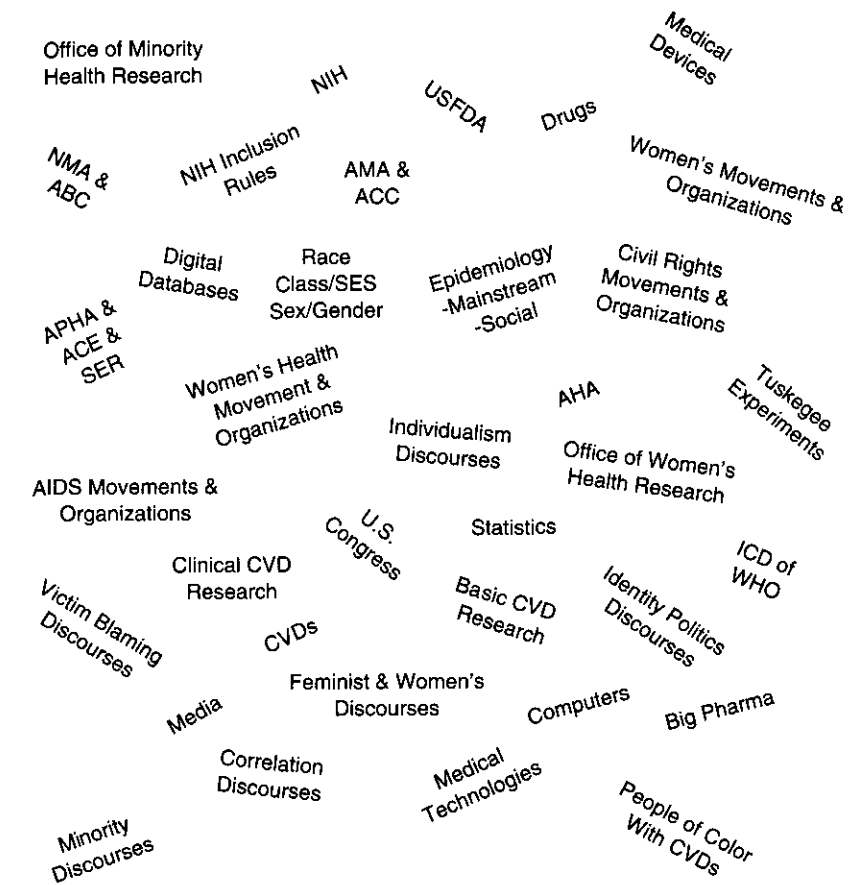 Office of Minority
Health Research
NIH
USFDA
Drugs
Medical
Devices
NMA &
ABC
NIH Inclusion
Rules
AMA &
ACC
Women's Movements &
Organizations
Digital
Databases
Race
Class/SES
Sex/Gender
Epidemiology
-Mainstream
-Social
Civil Rights
Movements &
Organizations
APHA &
ACE &
SER
Women's Health
Movement &
Organizations
Individualism
Discourses
AHA
Tuskegee
Experiments
Office of Women's
Health Research
AIDS Movements &
Organizations
U.S.
Congress
Statistics
ICD of
WHO
Clinical CVD
Research
Basic CVD
Research
Identity Politics
Discourses
Victim Blaming
Discourses
CVDs
Feminist & Women's
Discourses
Media
Computers
Big Pharma
Correlation
Discourses
Medical
Technologies
People of Color
With CVDs
Minority
Discourses